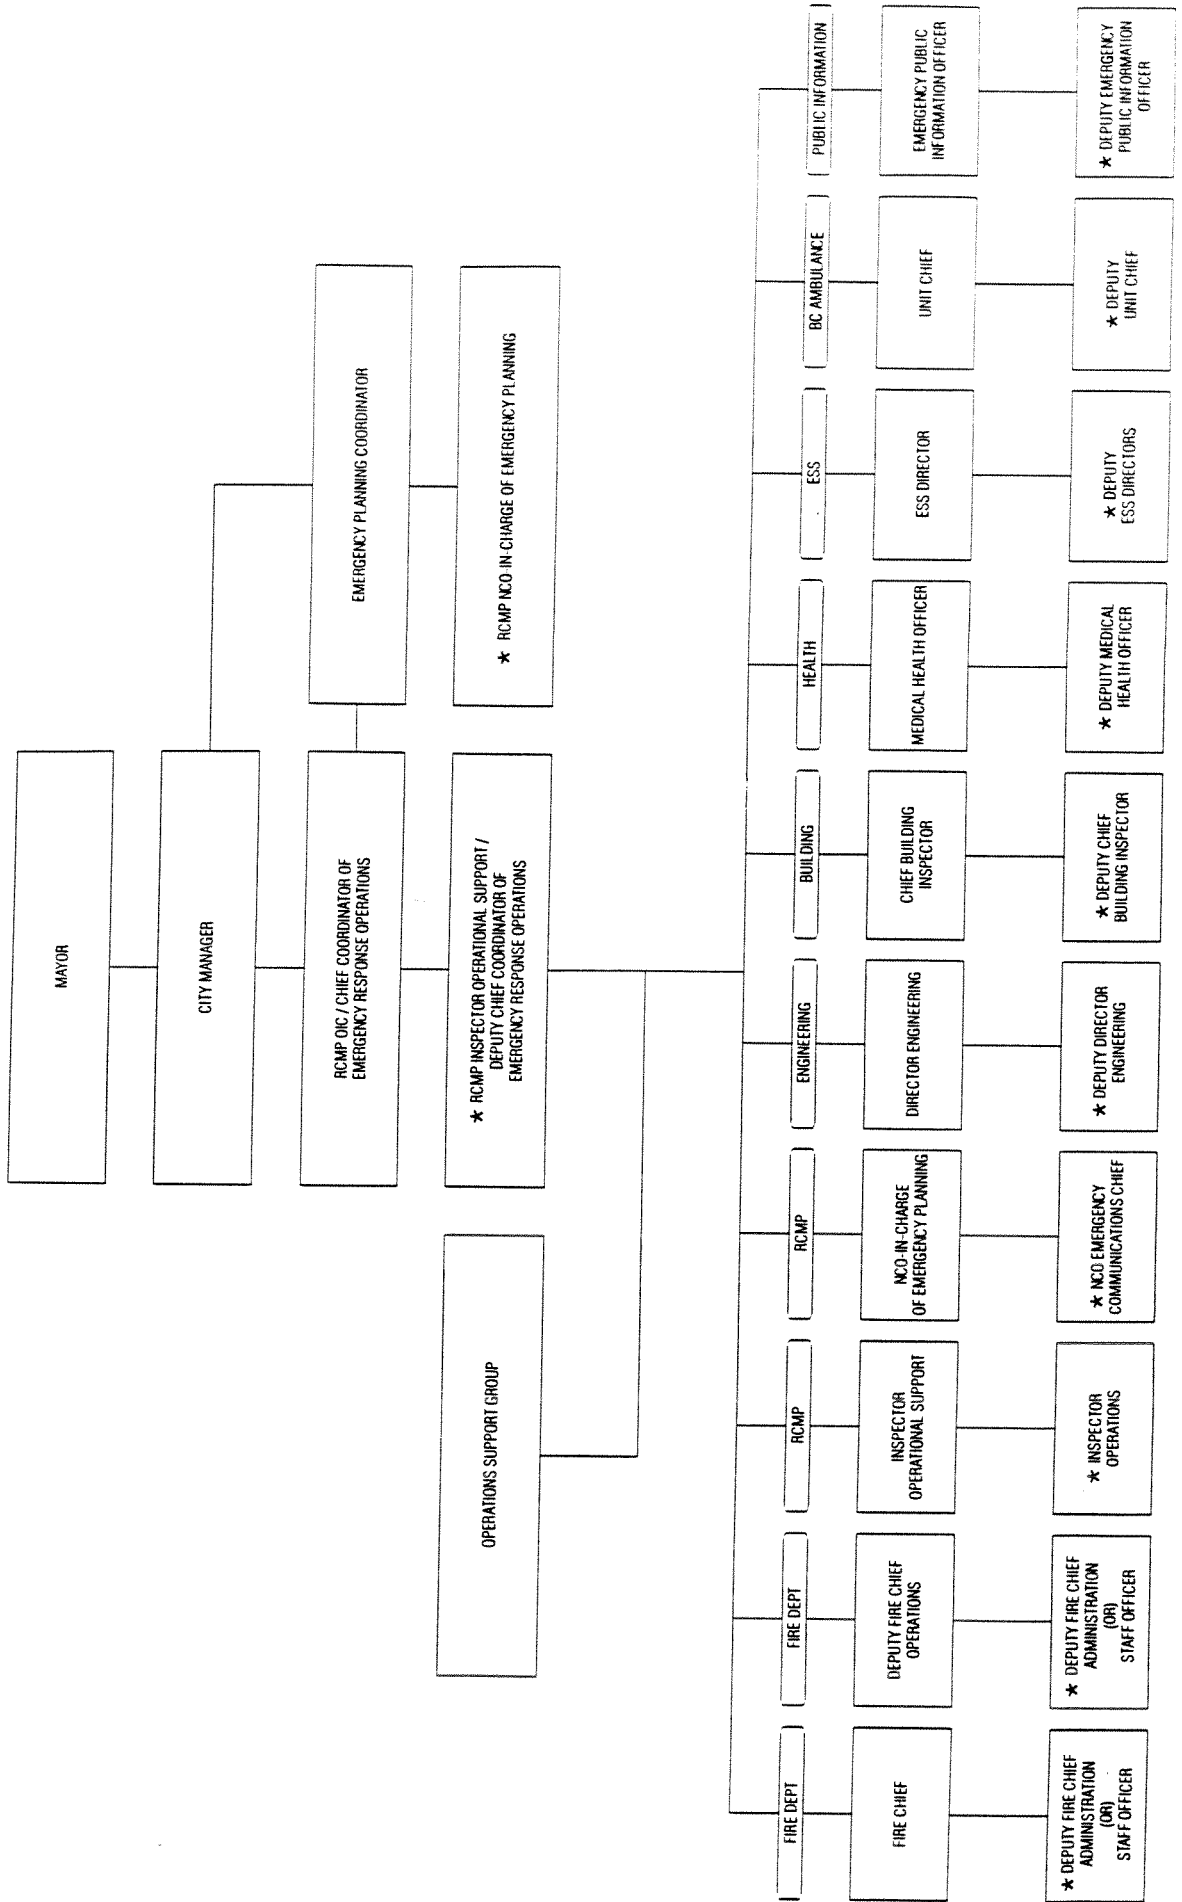 MAYOR
CITY MANAGER
RCMP OIC / CHIEF COORDINATOR OF
EMERGENCY RESPONSE OPERATIONS
EMERGENCY PLANNING COORDINATOR
★ RCMP INSPECTOR OPERATIONAL SUPPORT /
DEPUTY CHIEF COORDINATOR OF
EMERGENCY RESPONSE OPERATIONS
★ RCMP NCO-IN-CHARGE OF EMERGENCY PLANNING
OPERATIONS SUPPORT GROUP
FIRE DEPT
FIRE CHIEF
★ DEPUTY FIRE CHIEF
ADMINISTRATION
(OR)
STAFF OFFICER
FIRE DEPT
DEPUTY FIRE CHIEF
OPERATIONS
★ DEPUTY FIRE CHIEF
ADMINISTRATION
(OR)
STAFF OFFICER
RCMP
INSPECTOR
OPERATIONAL SUPPORT
★ INSPECTOR
OPERATIONS
RCMP
NCO-IN-CHARGE
OF EMERGENCY PLANNING
★ NCO EMERGENCY
COMMUNICATIONS CHIEF
ENGINEERING
DIRECTOR ENGINEERING
★ DEPUTY DIRECTOR
ENGINEERING
BUILDING
CHIEF BUILDING
INSPECTOR
★ DEPUTY CHIEF
BUILDING INSPECTOR
HEALTH
MEDICAL HEALTH OFFICER
★ DEPUTY MEDICAL
HEALTH OFFICER
ESS
ESS DIRECTOR
★ DEPUTY
ESS DIRECTORS
BC AMBULANCE
UNIT CHIEF
★ DEPUTY
UNIT CHIEF
PUBLIC INFORMATION
EMERGENCY PUBLIC
INFORMATION OFFICER
★ DEPUTY EMERGENCY
PUBLIC INFORMATION
OFFICER